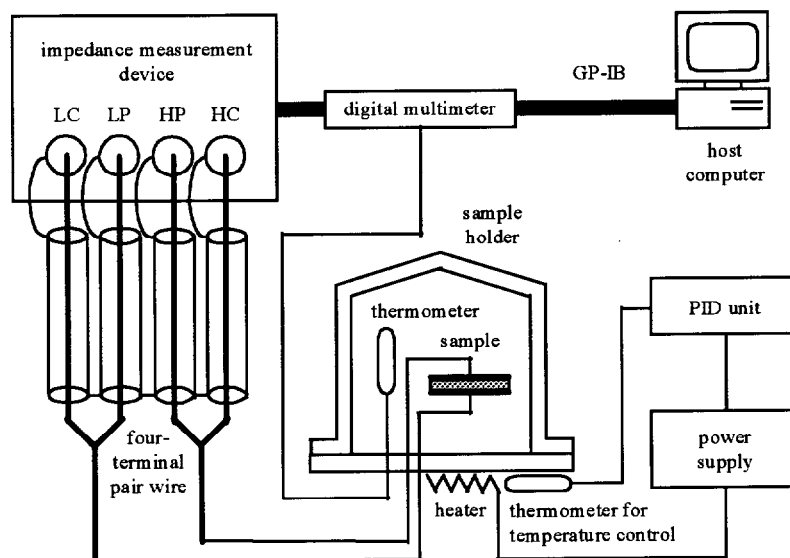 impedance measurement
device
LC LP HP HC
digital multimeter
GP-IB
host
computer
sample
holder
thermometer
sample
PID unit
four-
terminal
pair wire
power
supply
heater
thermometer for
temperature control